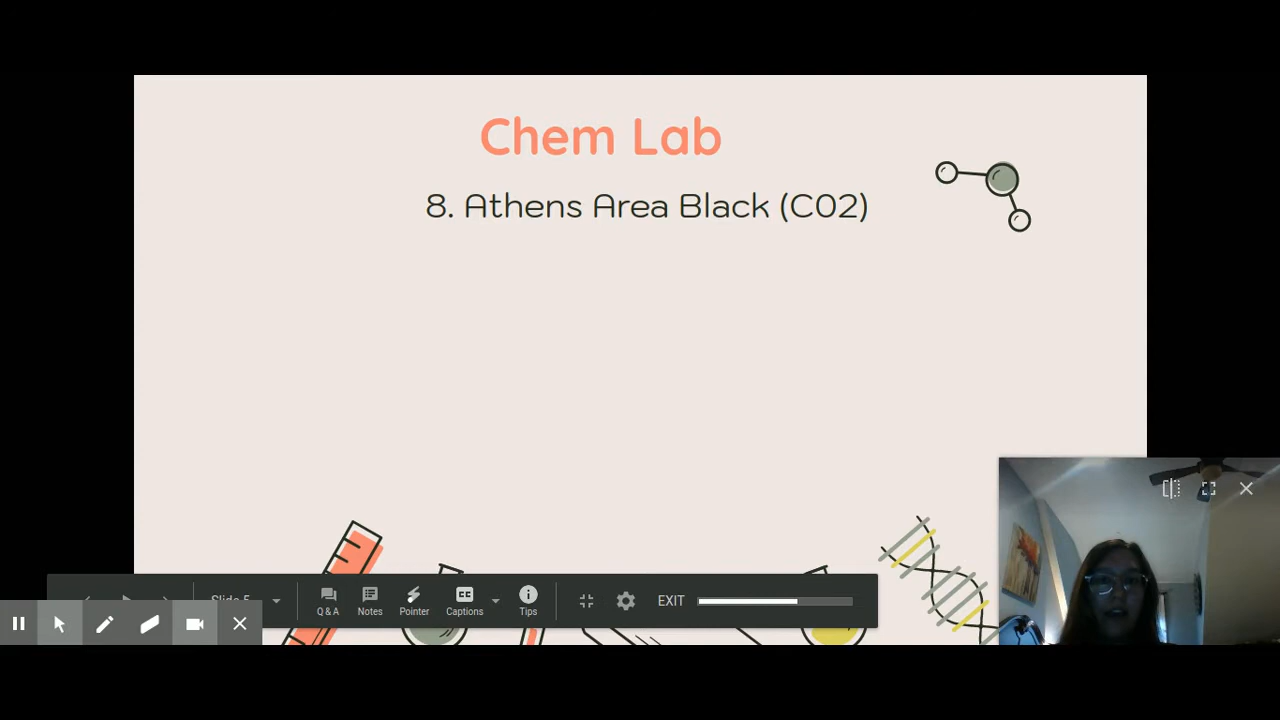 Chem Lab
8. Athens Area Black (C02)
Slide 5
Q & A Notes Pointer Captions Tips EXIT